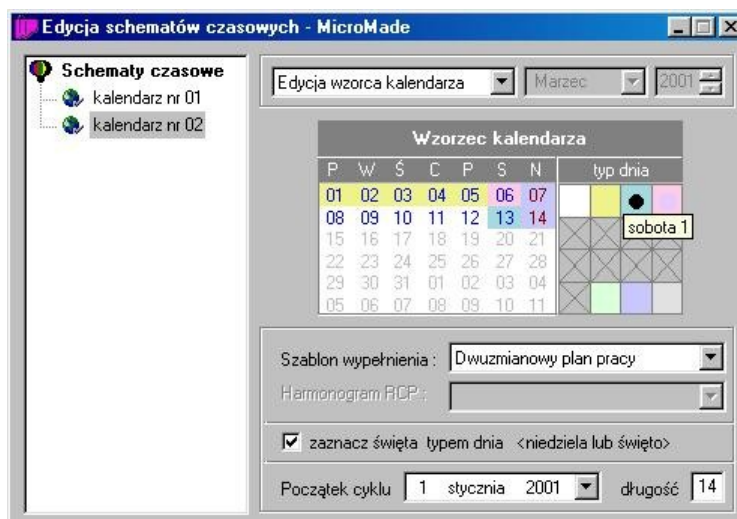 Edycja schematów czasowych - MicroMade
Schematy czasowe
kalendarz nr 01
kalendarz nr 02
Edycja wzorca kalendarza
Marzec
2001
Wzorzec kalendarza
P W Ś C P S N typ dnia
01 02 03 04 05 06 07
08 09 10 11 12 13 14
sobota 1
15 16 17 18 19 20 21
22 23 24 25 26 27 28
29 30 31 01 02 03 04
05 06 07 08 09 10 11
Szablon wypełnienia : Dwuzmianowy plan pracy
Harmonogram RCP :
zaznacz święta typem dnia <niedziela lub święto>
Początek cyklu 1 stycznia 2001 długość 14